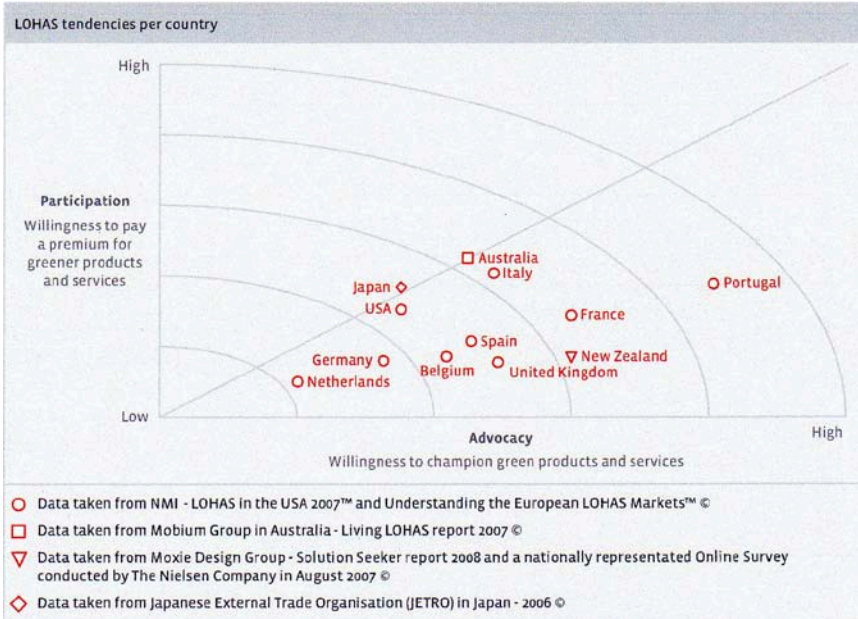 LOHAS tendencies per country
High
Participation
Willingness to pay
a premium for
greener products
and services
Australia
Italy
Japan
Portugal
USA
France
Spain
Germany
New Zealand
Belgium
United Kingdom
Netherlands
Low
Advocacy
High
Willingness to champion green products and services
Data taken from NMI - LOHAS in the USA 2007™ and Understanding the European LOHAS Markets™ ©
Data taken from Mobium Group in Australia - Living LOHAS report 2007 ©
Data taken from Moxie Design Group - Solution Seeker report 2008 and a nationally representated Online Survey
conducted by The Nielsen Company in August 2007 ©
Data taken from Japanese External Trade Organisation (JETRO) in Japan - 2006 ©